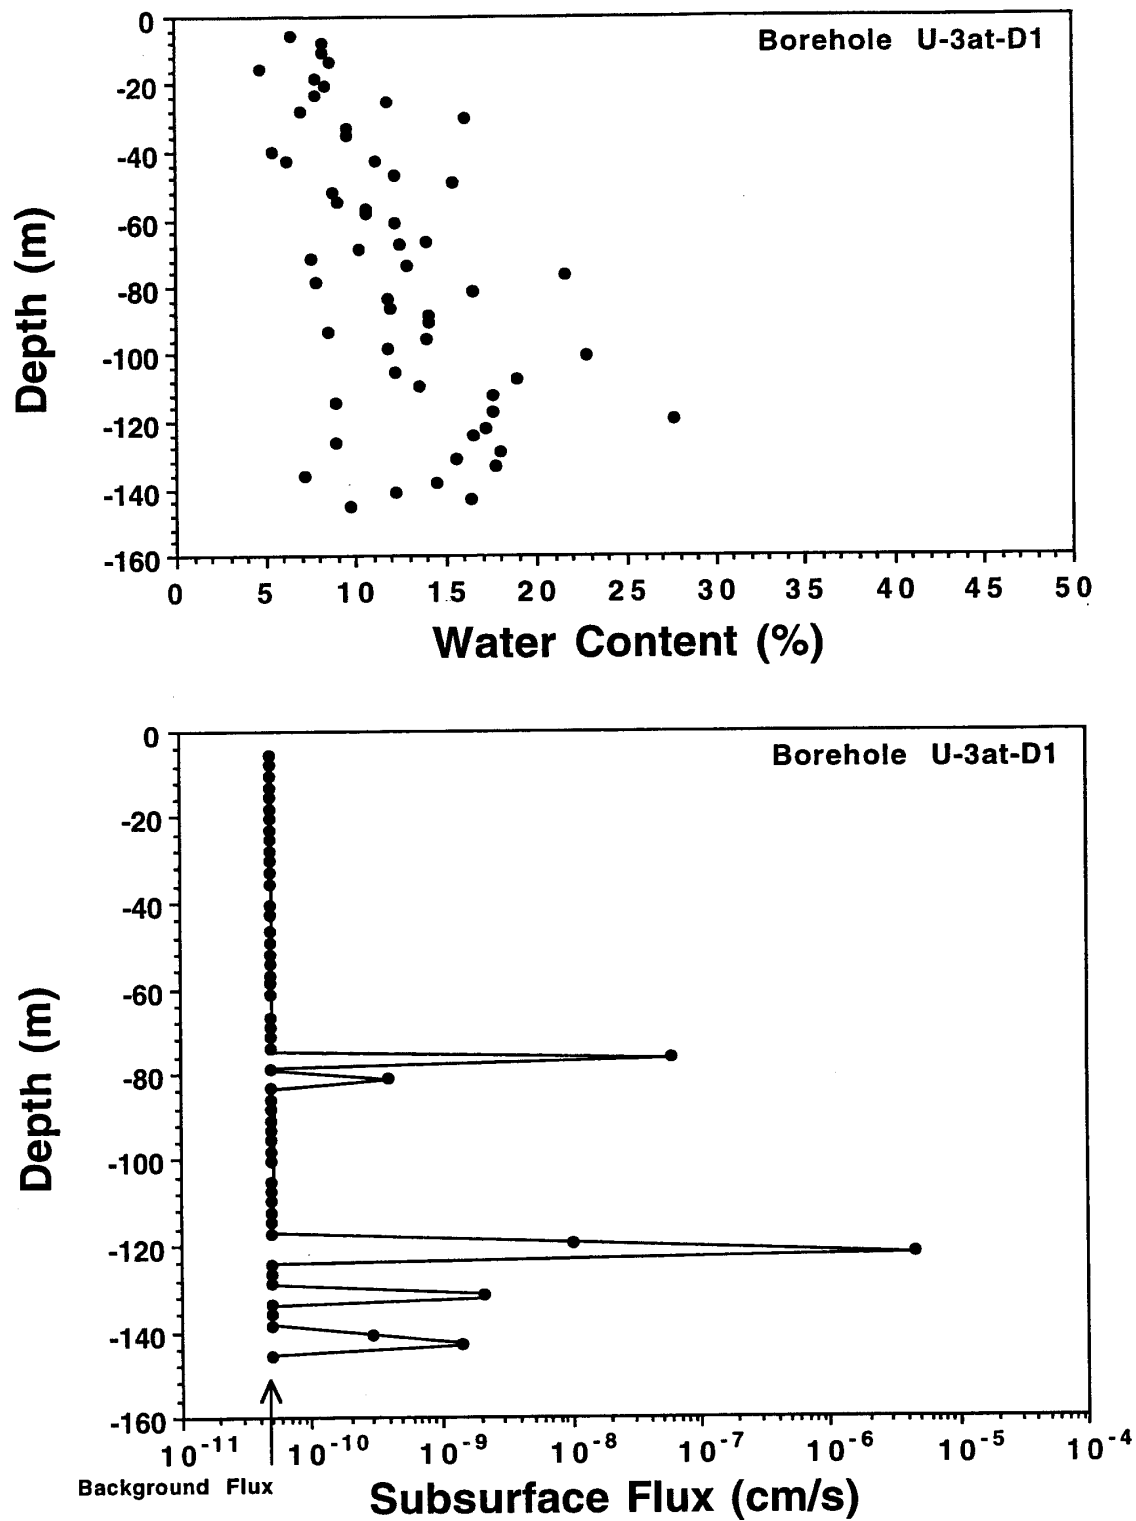 Borehole U-3at-D1
0
-20
-40
-60
-80
-100
-120
-140
-160
Depth (m)
0 5 10 15 20 25 30 35 40 45 50
Water Content (%)
Borehole U-3at-D1
0
-20
-40
-60
-80
-100
-120
-140
-160
Depth (m)
10⁻¹¹ 10⁻¹⁰ 10⁻⁹ 10⁻⁸ 10⁻⁷ 10⁻⁶ 10⁻⁵ 10⁻⁴
Background Flux
Subsurface Flux (cm/s)